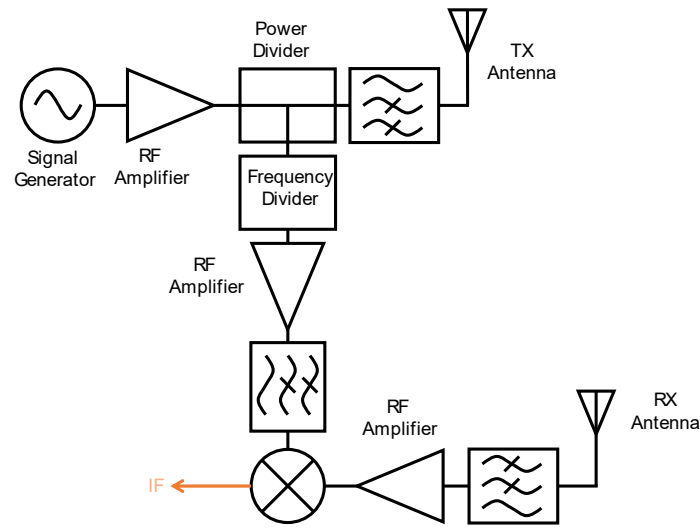 Power
Divider
TX
Antenna
Signal
Generator
RF
Amplifier
Frequency
Divider
RF
Amplifier
RF
Amplifier
RX
Antenna
IF